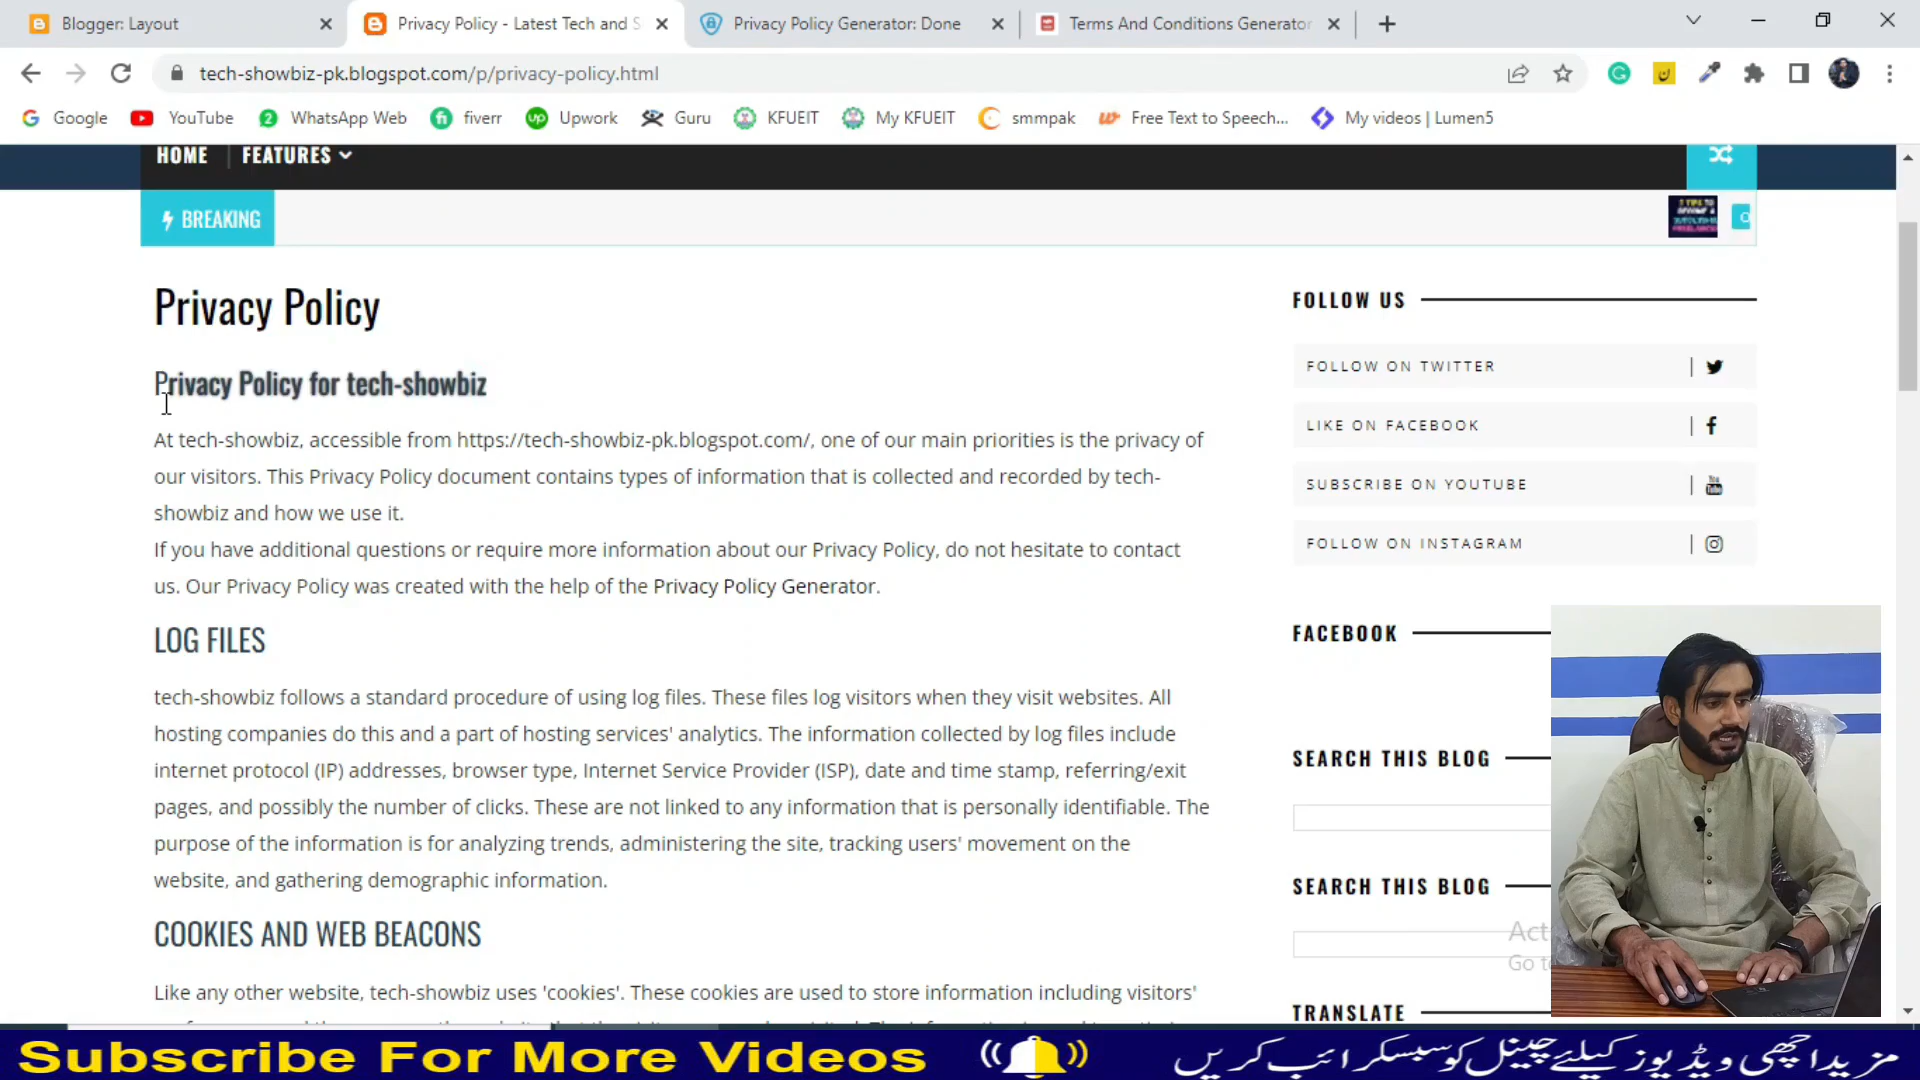 Blogger: Layout
Privacy Policy - Latest Tech and S
Privacy Policy Generator: Done
Terms And Conditions Generator
tech-showbiz-pk.blogspot.com/p/privacy-policy.html
Google
YouTube
WhatsApp Web
fiverr
Upwork
Guru
KFUEIT
My KFUEIT
smmpak
Free Text to Speech...
My videos | Lumen5
HOME
FEATURES
BREAKING
Privacy Policy
Privacy Policy for tech-showbiz
At tech-showbiz, accessible from https://tech-showbiz-pk.blogspot.com/, one of our main priorities is the privacy of
our visitors. This Privacy Policy document contains types of information that is collected and recorded by tech-
showbiz and how we use it.
If you have additional questions or require more information about our Privacy Policy, do not hesitate to contact
us. Our Privacy Policy was created with the help of the Privacy Policy Generator.
LOG FILES
tech-showbiz follows a standard procedure of using log files. These files log visitors when they visit websites. All
hosting companies do this and a part of hosting services' analytics. The information collected by log files include
internet protocol (IP) addresses, browser type, Internet Service Provider (ISP), date and time stamp, referring/exit
pages, and possibly the number of clicks. These are not linked to any information that is personally identifiable. The
purpose of the information is for analyzing trends, administering the site, tracking users' movement on the
website, and gathering demographic information.
COOKIES AND WEB BEACONS
Like any other website, tech-showbiz uses 'cookies'. These cookies are used to store information including visitors'
FOLLOW US
FOLLOW ON TWITTER
LIKE ON FACEBOOK
SUBSCRIBE ON YOUTUBE
FOLLOW ON INSTAGRAM
FACEBOOK
SEARCH THIS BLOG
SEARCH THIS BLOG
TRANSLATE
Subscribe For More Videos
مزید اچھی ویڈیوز کیلئے چینل کو سبسکرائب کریں